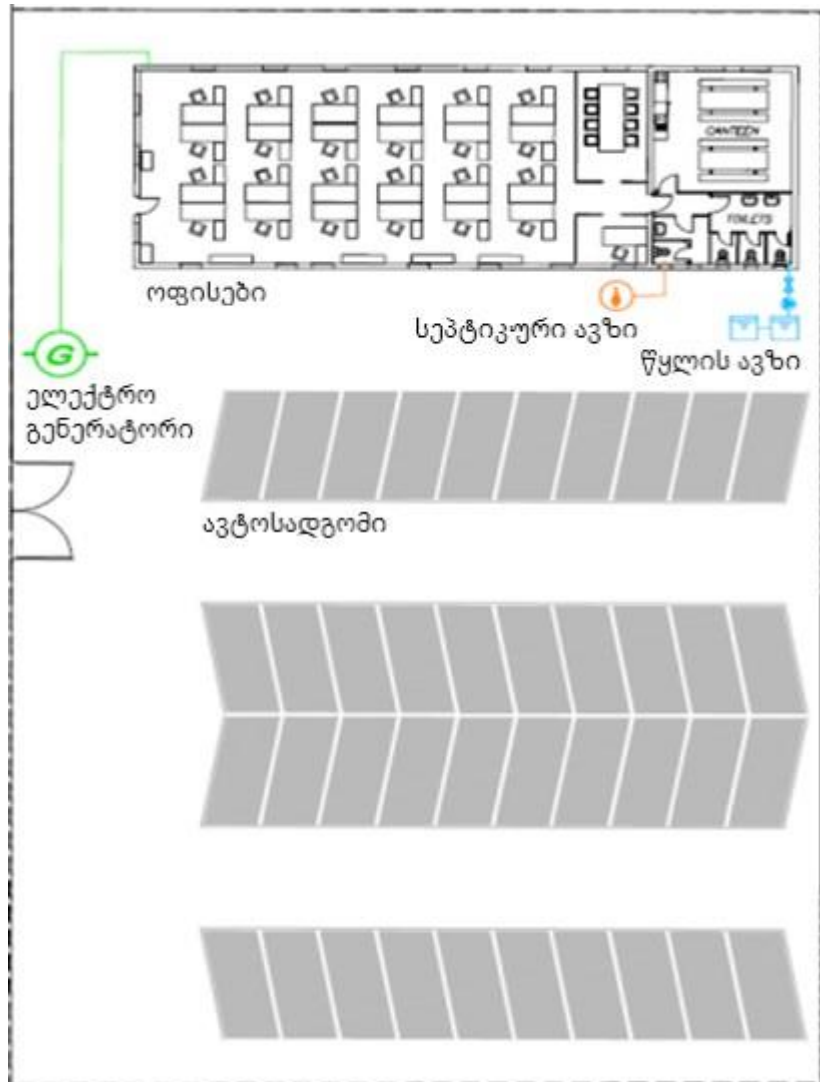 CANTEEN
TOILETS
ოფისები
სეპტიკური ავზი
წყლის ავზი
G
ელექტრო
გენერატორი
ავტოსადგომი